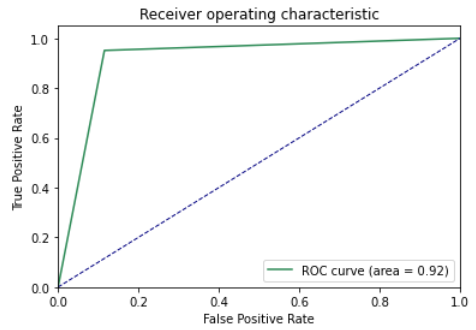 Receiver operating characteristic
1.0
0.8
0.6
0.4
0.2
0.0
True Positive Rate
ROC curve (area = 0.92)
0.0 0.2 0.4 0.6 0.8 1.0
False Positive Rate